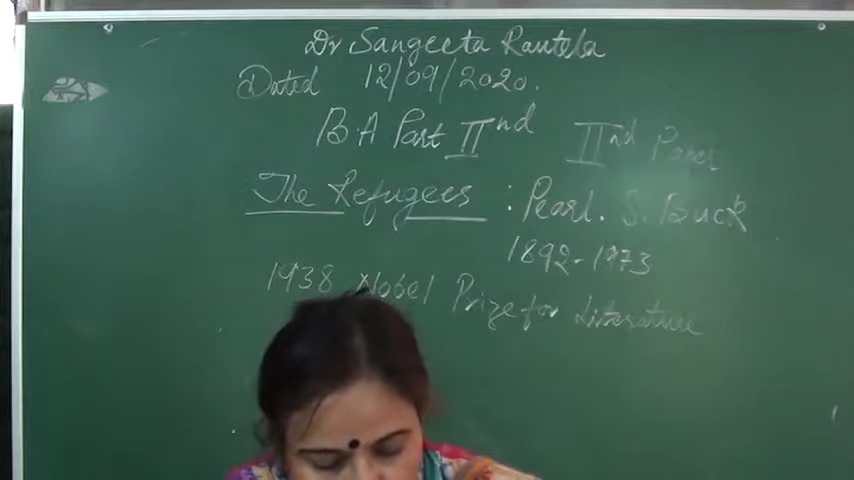 Dr Sangeeta Rautela
Dated 12/09/2020.
B.A Part IInd IInd Paper
The Refugees : Pearl. S. Buck
1892-1973
1938 Nobel Prize for Literature